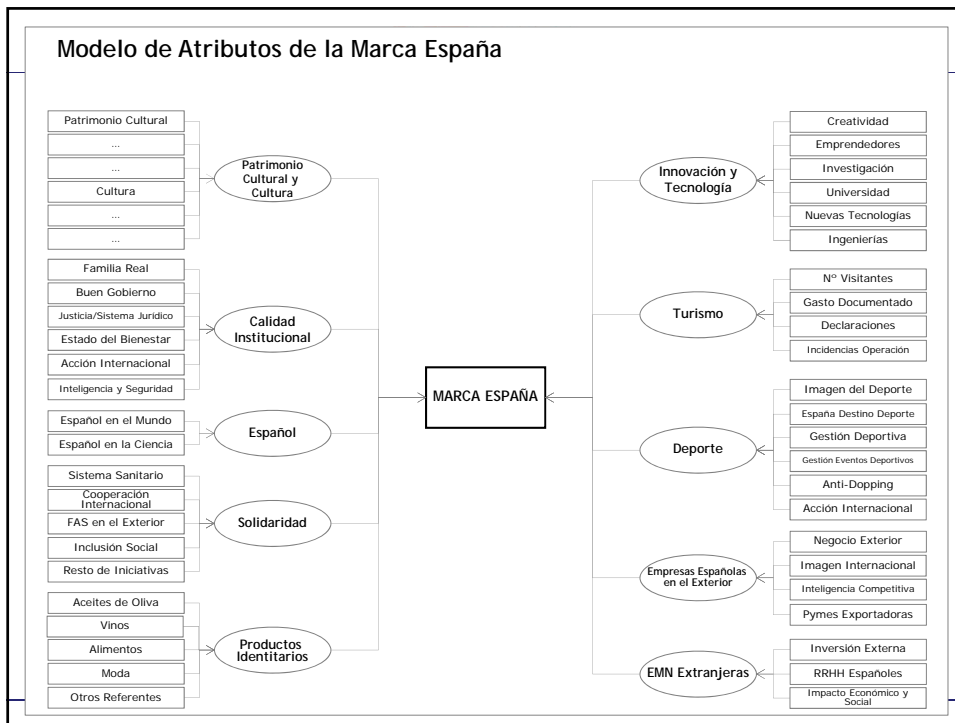 Modelo de Atributos de la Marca España
Patrimonio Cultural
...
...
Cultura
...
...
Patrimonio
Cultural y
Cultura
Familia Real
Buen Gobierno
Justicia/Sistema Jurídico
Estado del Bienestar
Acción Internacional
Inteligencia y Seguridad
Calidad
Institucional
Español en el Mundo
Español en la Ciencia
Español
Sistema Sanitario
Cooperación
Internacional
FAS en el Exterior
Inclusión Social
Resto de Iniciativas
Solidaridad
Aceites de Oliva
Vinos
Alimentos
Moda
Otros Referentes
Productos
Identitarios
MARCA ESPAÑA
Innovación y
Tecnología
Creatividad
Emprendedores
Investigación
Universidad
Nuevas Tecnologías
Ingenierías
Turismo
Nº Visitantes
Gasto Documentado
Declaraciones
Incidencias Operación
Deporte
Imagen del Deporte
España Destino Deporte
Gestión Deportiva
Gestión Eventos Deportivos
Anti-Dopping
Acción Internacional
Empresas Españolas
en el Exterior
Negocio Exterior
Imagen Internacional
Inteligencia Competitiva
Pymes Exportadoras
EMN Extranjeras
Inversión Externa
RRHH Españoles
Impacto Económico y
Social